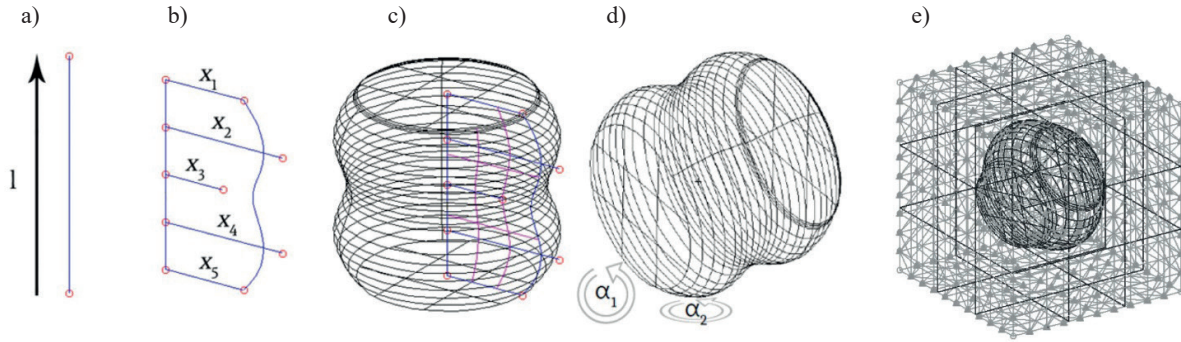 a) b) c) d) e)
l
x₁
x₂
x₃
x₄
x₅
α₁
α₂